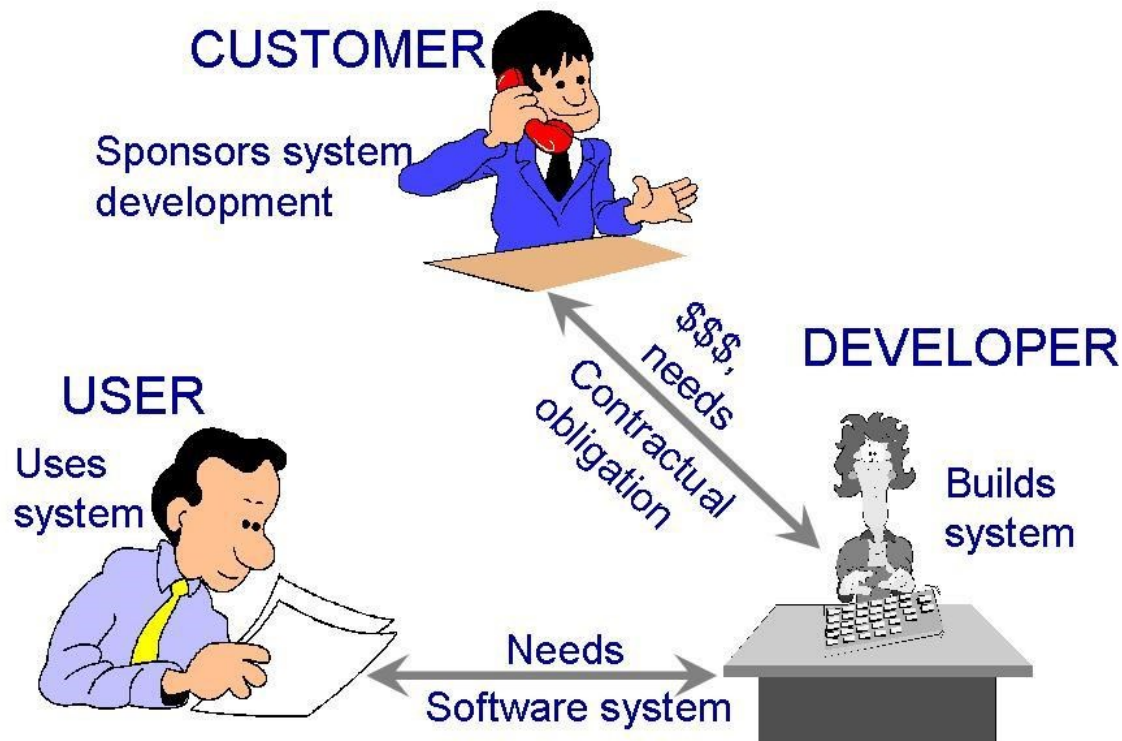 CUSTOMER
Sponsors system
development
$$$,
needs
Contractual
obligation
DEVELOPER
Builds
system
USER
Uses
system
Needs
Software system